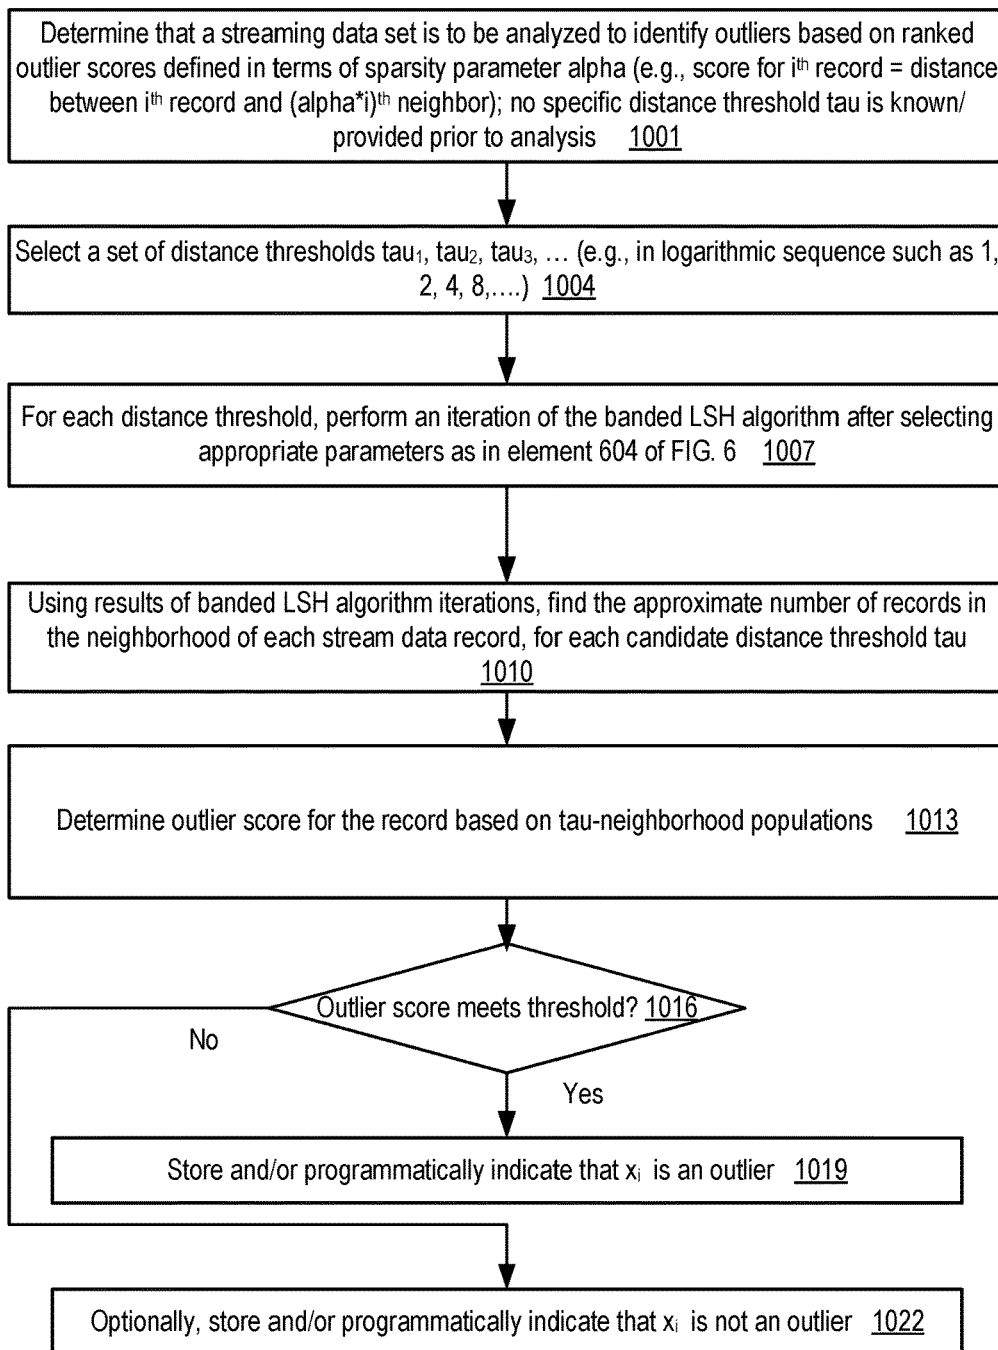 Determine that a streaming data set is to be analyzed to identify outliers based on ranked
outlier scores defined in terms of sparsity parameter alpha (e.g., score for ith record = distance
between ith record and (alpha*i)th neighbor); no specific distance threshold tau is known/
provided prior to analysis 1001
Select a set of distance thresholds tau1, tau2, tau3, … (e.g., in logarithmic sequence such as 1,
2, 4, 8,….) 1004
For each distance threshold, perform an iteration of the banded LSH algorithm after selecting
appropriate parameters as in element 604 of FIG. 6 1007
Using results of banded LSH algorithm iterations, find the approximate number of records in
the neighborhood of each stream data record, for each candidate distance threshold tau
1010
Determine outlier score for the record based on tau-neighborhood populations 1013
Outlier score meets threshold? 1016
No
Yes
Store and/or programmatically indicate that xi is an outlier 1019
Optionally, store and/or programmatically indicate that xi is not an outlier 1022